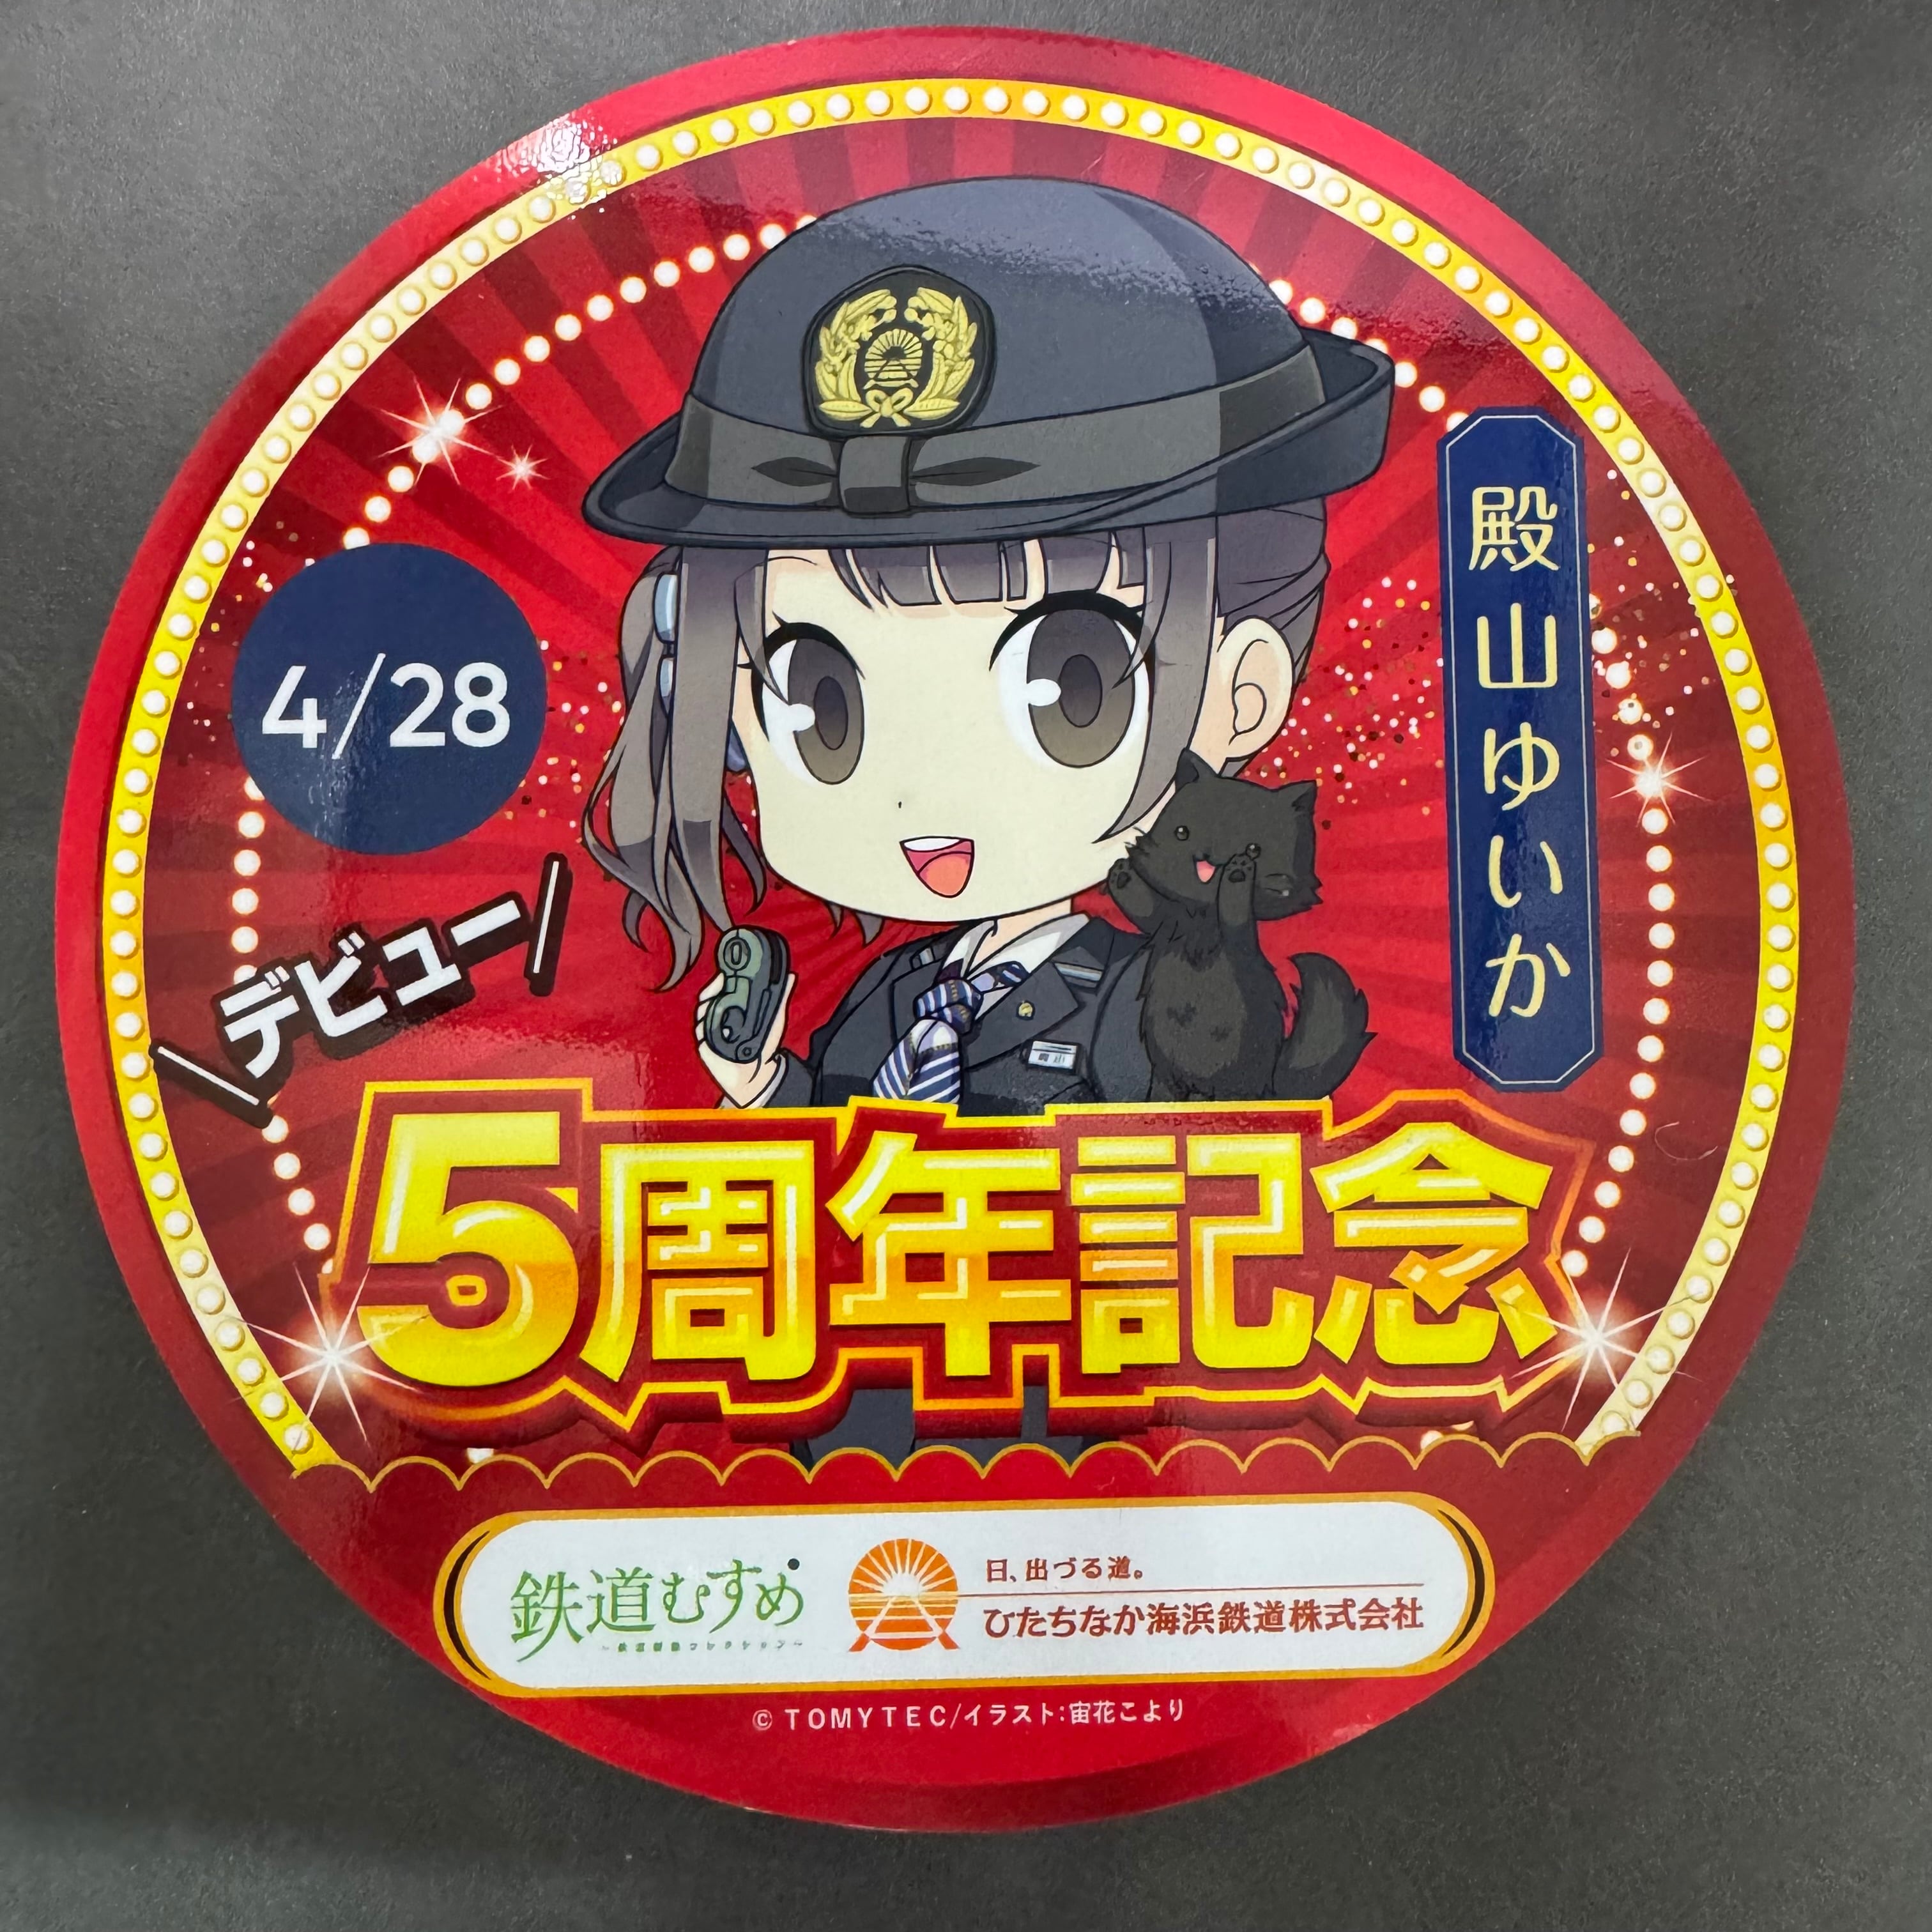 4/28
殿山ゆいか
デビュー
5周年記念
鉄道むすめ
日、出づる道。
ひたちなか海浜鉄道株式会社
© TOMYTEC/イラスト:宙花こより